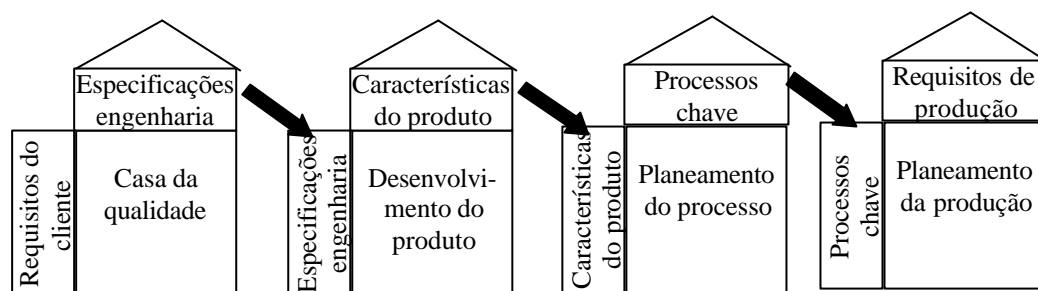 Especificações
engenharia
Requisitos do
cliente
Casa da
qualidade
Características
do produto
Especificações
engenharia
Desenvolvi-
mento do
produto
Processos
chave
Características
do produto
Planeamento
do processo
Requisitos de
produção
Processos
chave
Planeamento
da produção